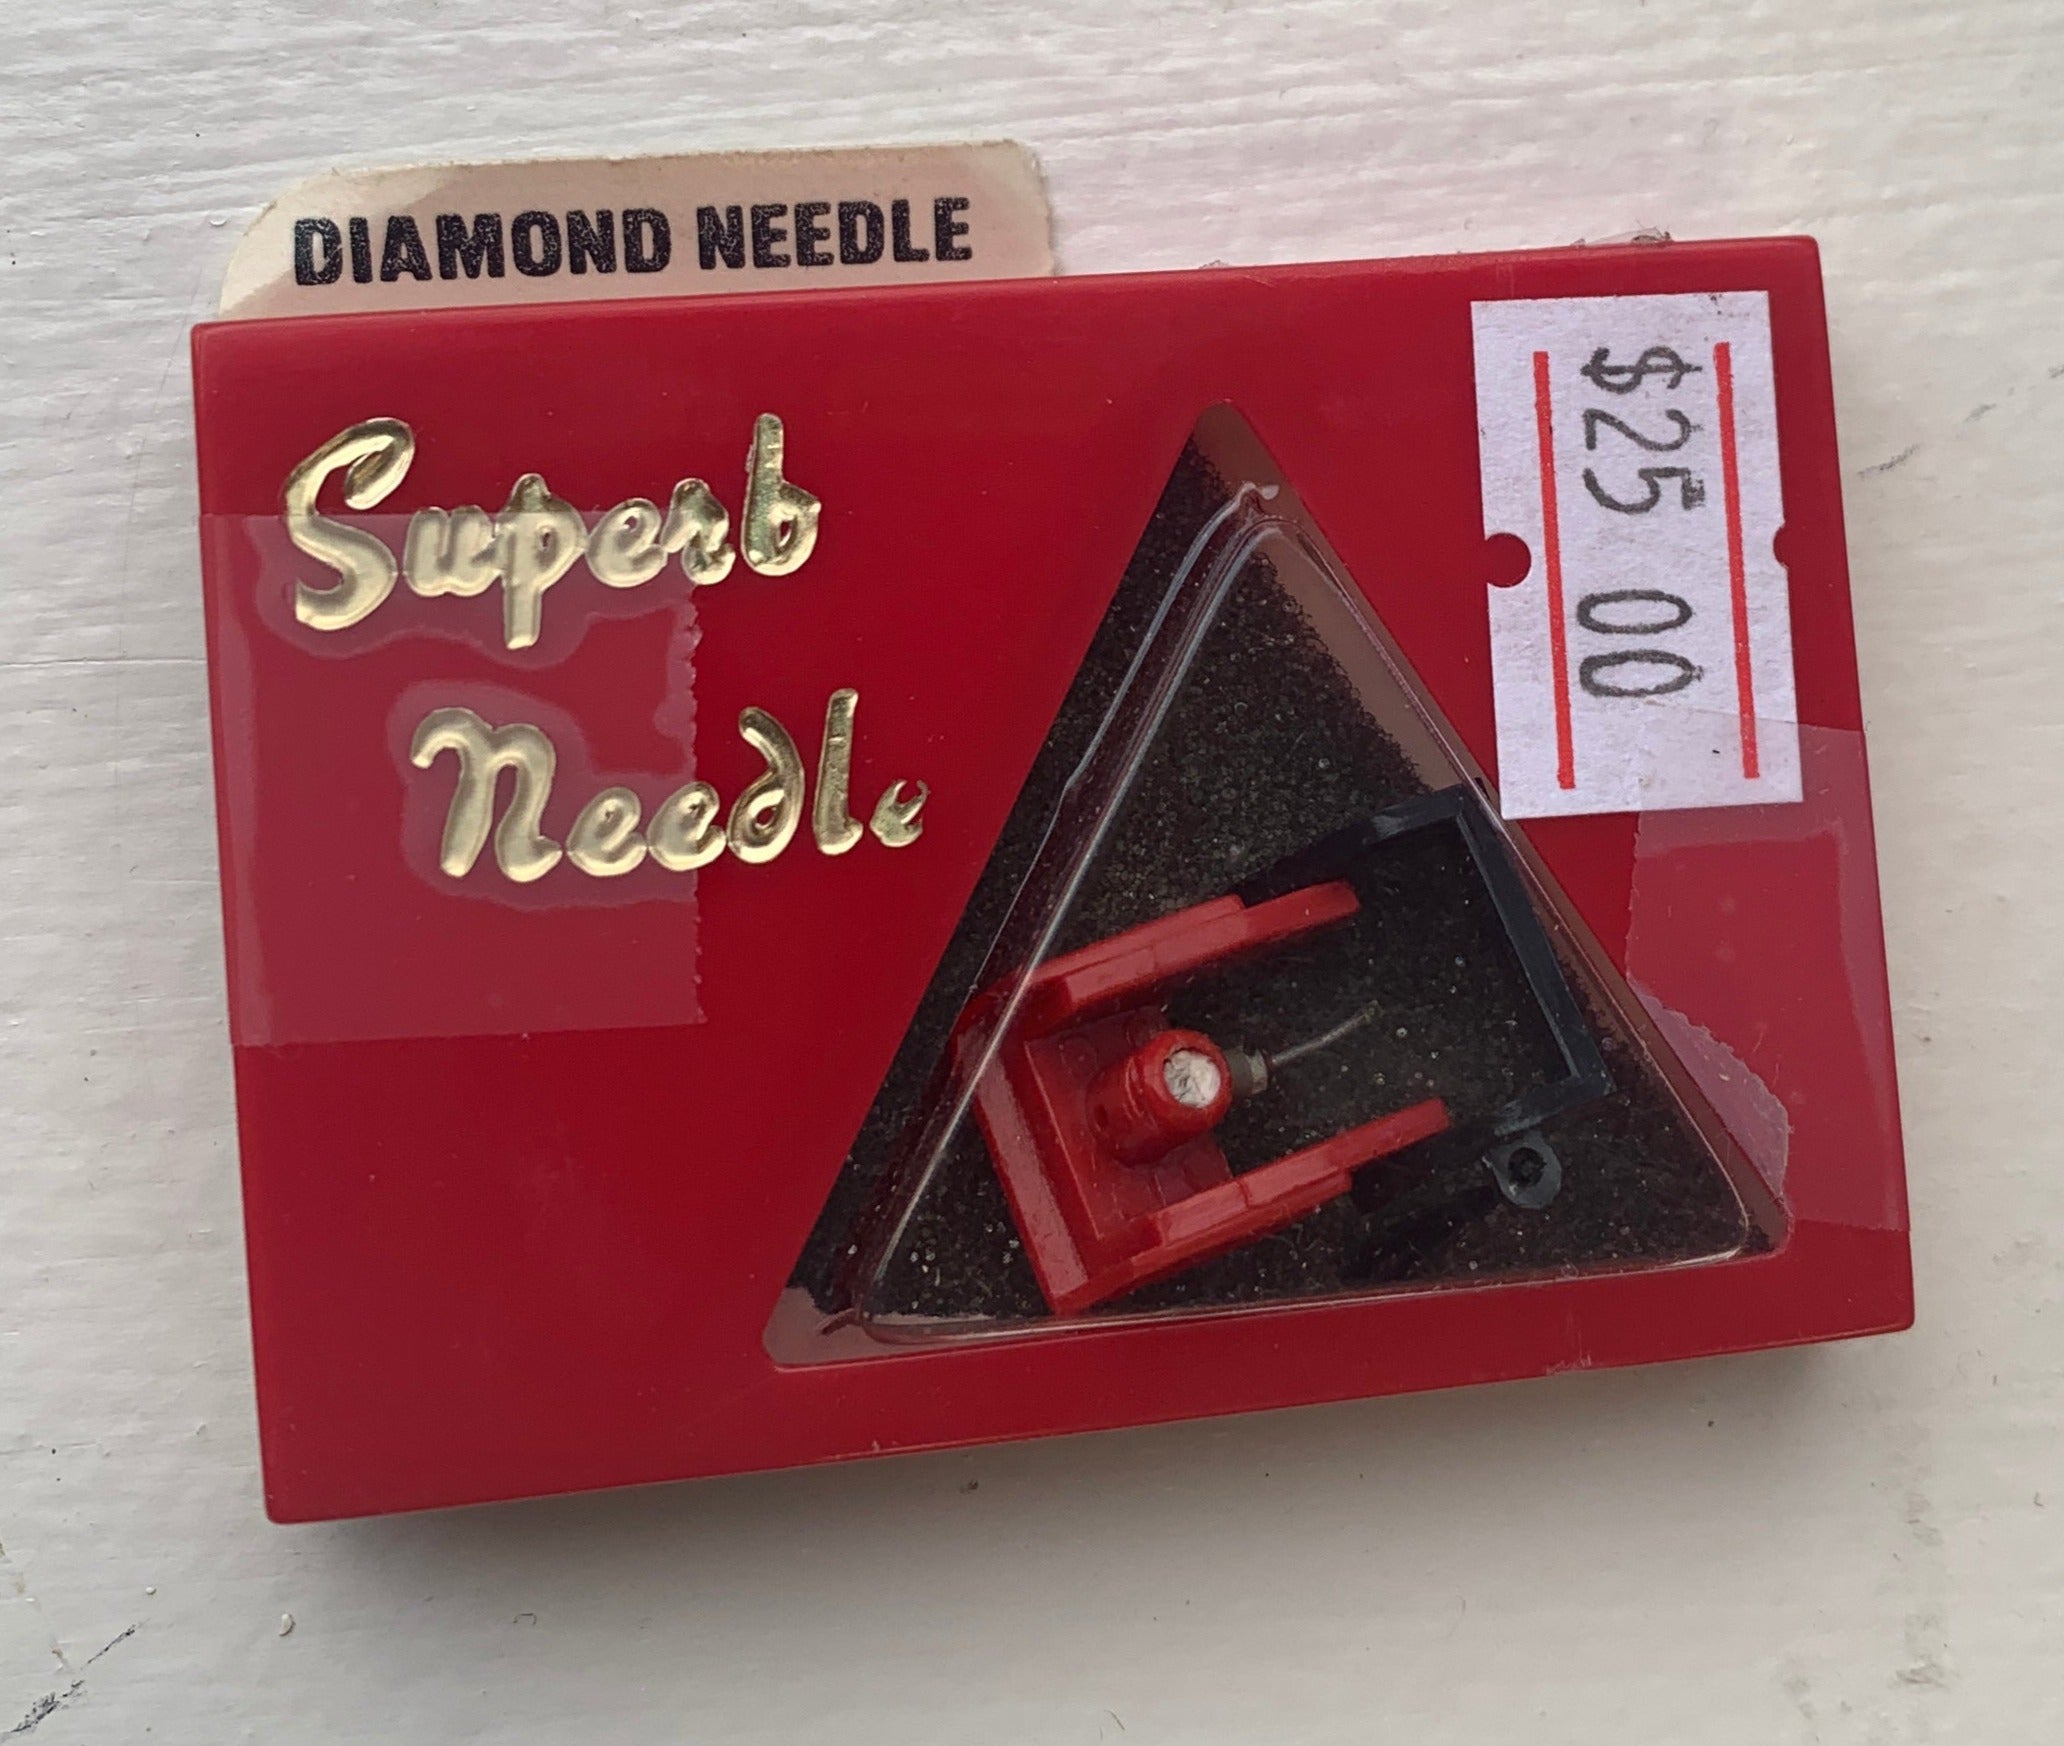 DIAMOND NEEDLE
Superb
Needle
$25 00